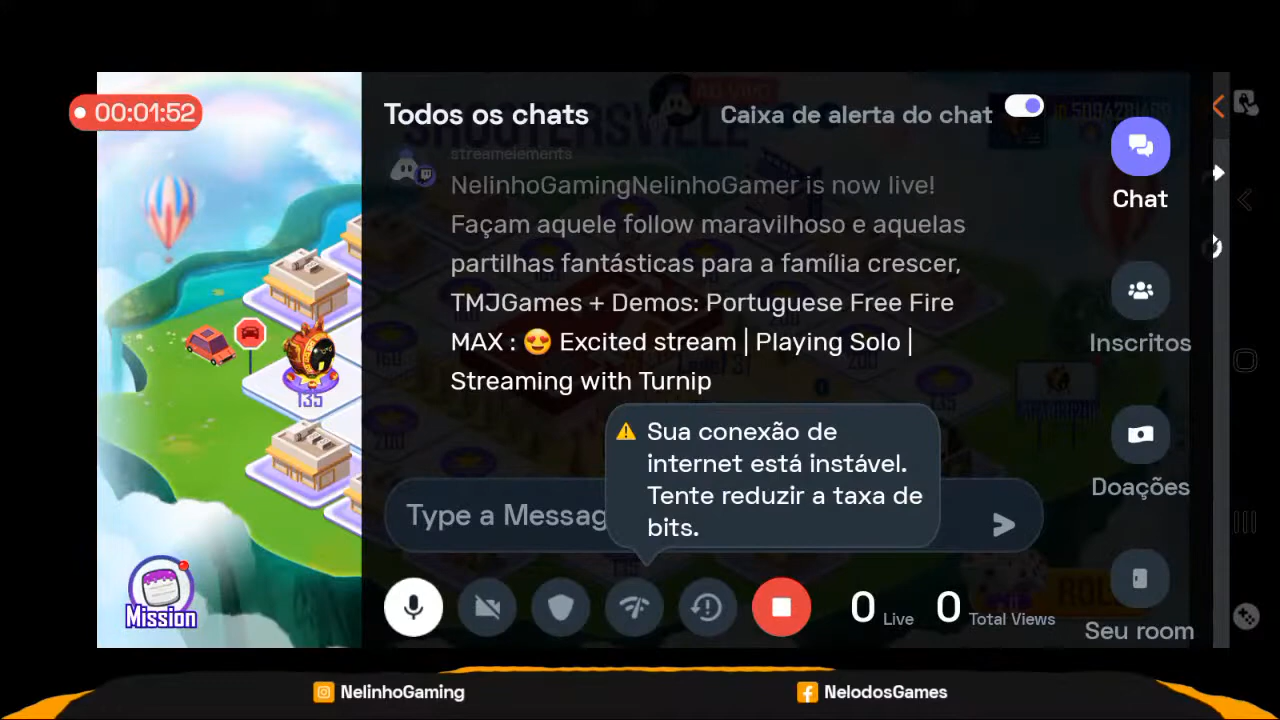 00:01:52
Todos os chats
Caixa de alerta do chat
streamelements
NelinhoGamingNelinhoGamer is now live!
Façam aquele follow maravilhoso e aquelas
partilhas fantásticas para a família crescer,
TMJGames + Demos: Portuguese Free Fire
MAX : 😍 Excited stream | Playing Solo |
Streaming with Turnip
Chat
Inscritos
Doações
Seu room
135
Mission
Sua conexão de
internet está instável.
Tente reduzir a taxa de
bits.
Type a Messag
0 Live
0 Total Views
NelinhoGaming
NelodosGames